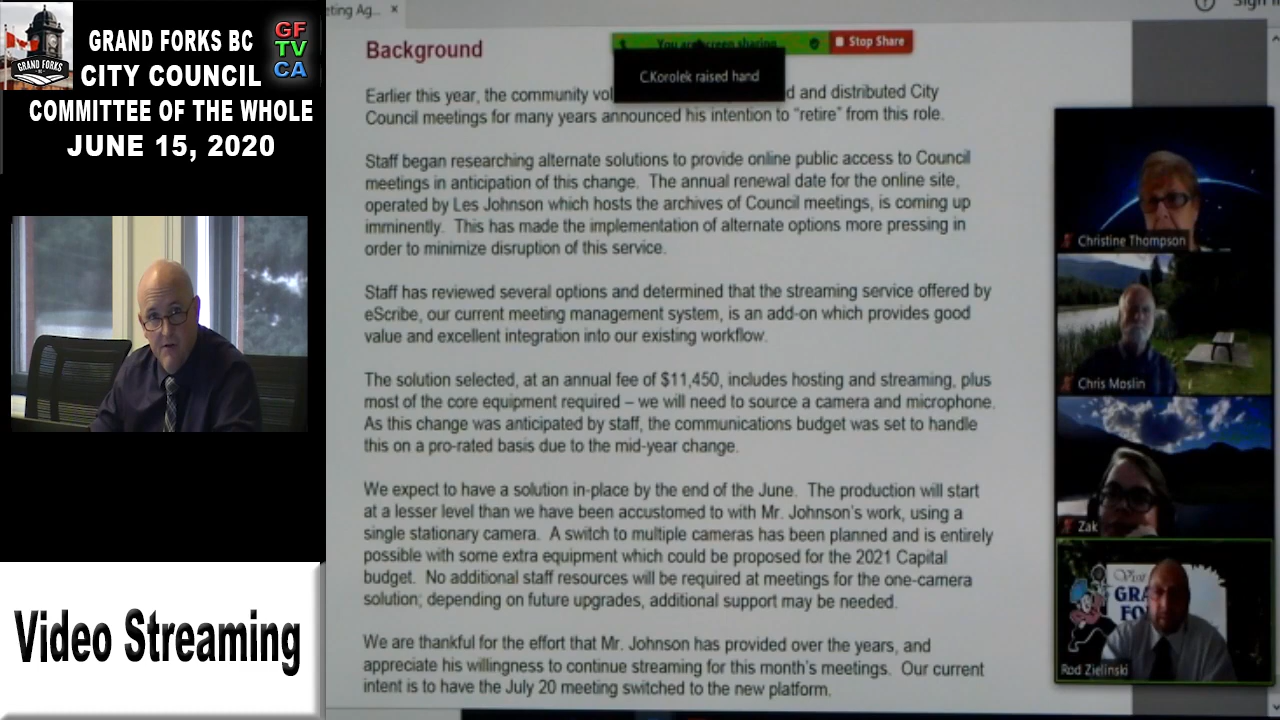 eting Ag... ×
Sign I
GRAND FORKS BC
CITY COUNCIL
COMMITTEE OF THE WHOLE
JUNE 15, 2020
GF
TV
CA
GRAND FORKS
Video Streaming
Background
You are screen sharing
Stop Share
C.Korolek raised hand
Earlier this year, the community vol d and distributed City
Council meetings for many years announced his intention to "retire" from this role.
Staff began researching alternate solutions to provide online public access to Council
meetings in anticipation of this change. The annual renewal date for the online site,
operated by Les Johnson which hosts the archives of Council meetings, is coming up
imminently. This has made the implementation of alternate options more pressing in
order to minimize disruption of this service.
Staff has reviewed several options and determined that the streaming service offered by
eScribe, our current meeting management system, is an add-on which provides good
value and excellent integration into our existing workflow.
The solution selected, at an annual fee of $11,450, includes hosting and streaming, plus
most of the core equipment required – we will need to source a camera and microphone.
As this change was anticipated by staff, the communications budget was set to handle
this on a pro-rated basis due to the mid-year change.
We expect to have a solution in-place by the end of the June. The production will start
at a lesser level than we have been accustomed to with Mr. Johnson's work, using a
single stationary camera. A switch to multiple cameras has been planned and is entirely
possible with some extra equipment which could be proposed for the 2021 Capital
budget. No additional staff resources will be required at meetings for the one-camera
solution; depending on future upgrades, additional support may be needed.
We are thankful for the effort that Mr. Johnson has provided over the years, and
appreciate his willingness to continue streaming for this month's meetings. Our current
intent is to have the July 20 meeting switched to the new platform.
Christine Thompson
Chris Moslin
Zak
Visit
GRA
FO
Rod Zielinski